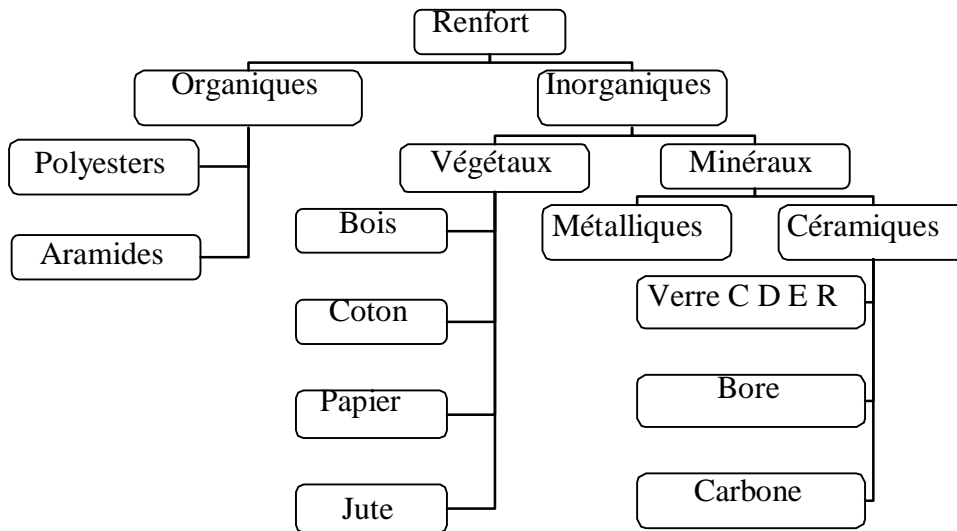 Renfort
Organiques
Inorganiques
Polyesters
Végétaux
Minéraux
Bois
Métalliques
Céramiques
Aramides
Verre C D E R
Coton
Bore
Papier
Carbone
Jute